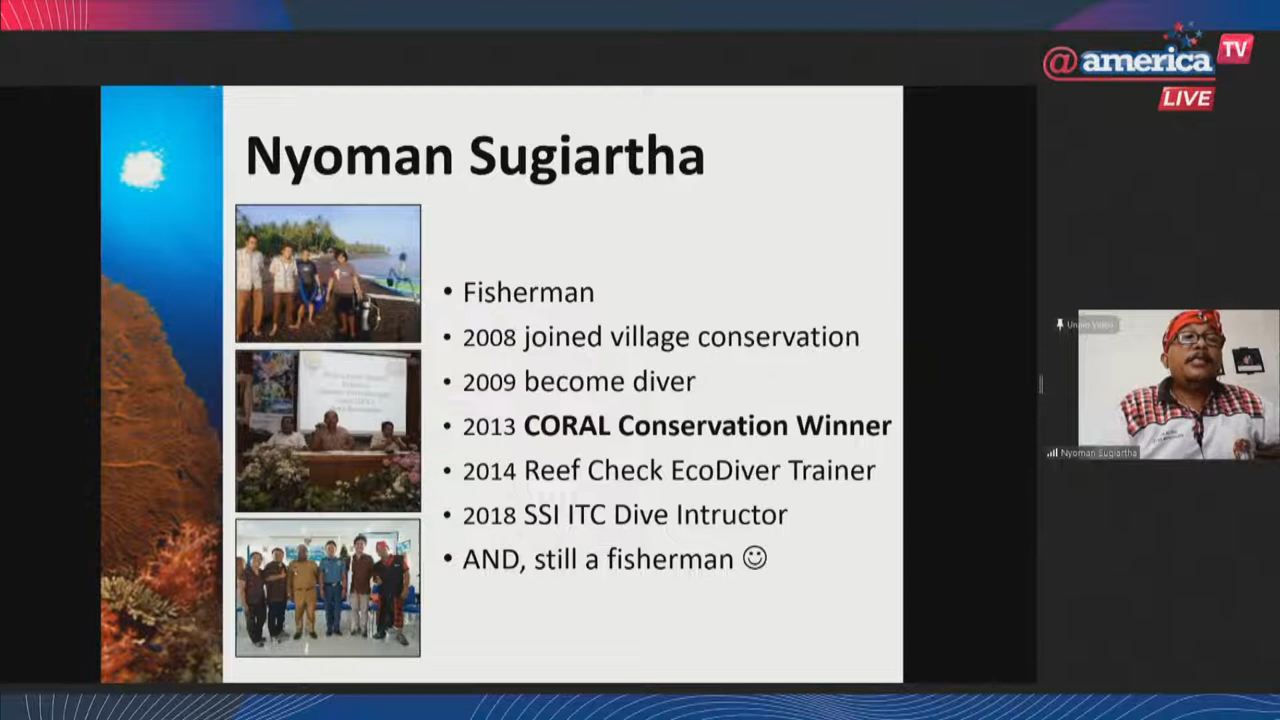 @america TV
LIVE
Nyoman Sugiartha
• Fisherman
• 2008 joined village conservation
• 2009 become diver
• 2013 CORAL Conservation Winner
• 2014 Reef Check EcoDiver Trainer
• 2018 SSI ITC Dive Intructor
• AND, still a fisherman ☺
Nyoman Sugiartha